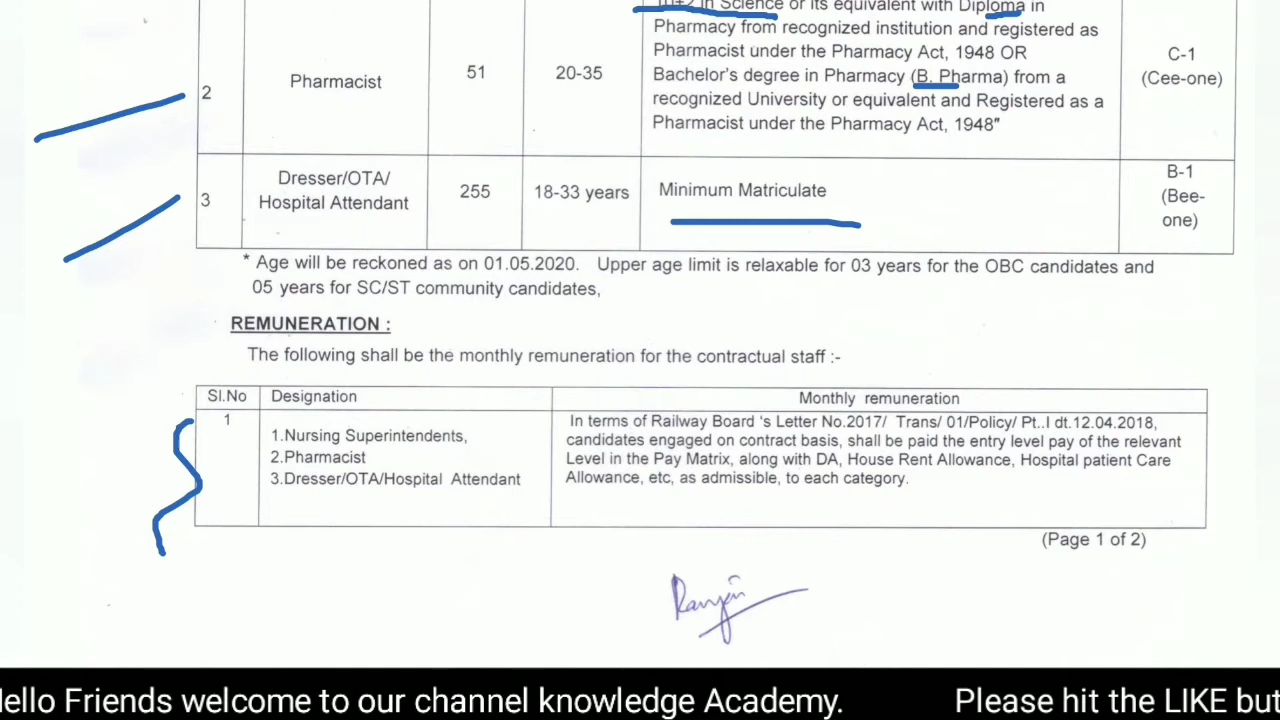 10+2 in Science or its equivalent with Diploma in
Pharmacy from recognized institution and registered as
Pharmacist under the Pharmacy Act, 1948 OR
Bachelor's degree in Pharmacy (B. Pharma) from a
recognized University or equivalent and Registered as a
Pharmacist under the Pharmacy Act, 1948"
2
Pharmacist
51
20-35
C-1
(Cee-one)
3
Dresser/OTA/
Hospital Attendant
255
18-33 years
Minimum Matriculate
B-1
(Bee-
one)
* Age will be reckoned as on 01.05.2020. Upper age limit is relaxable for 03 years for the OBC candidates and
05 years for SC/ST community candidates,
REMUNERATION :
The following shall be the monthly remuneration for the contractual staff :-
SI.No Designation Monthly remuneration
1
1.Nursing Superintendents,
2.Pharmacist
3.Dresser/OTA/Hospital Attendant
In terms of Railway Board 's Letter No.2017/ Trans/ 01/Policy/ Pt..I dt.12.04.2018,
candidates engaged on contract basis, shall be paid the entry level pay of the relevant
Level in the Pay Matrix, along with DA, House Rent Allowance, Hospital patient Care
Allowance, etc, as admissible, to each category.
(Page 1 of 2)
ello Friends welcome to our channel knowledge Academy. Please hit the LIKE but